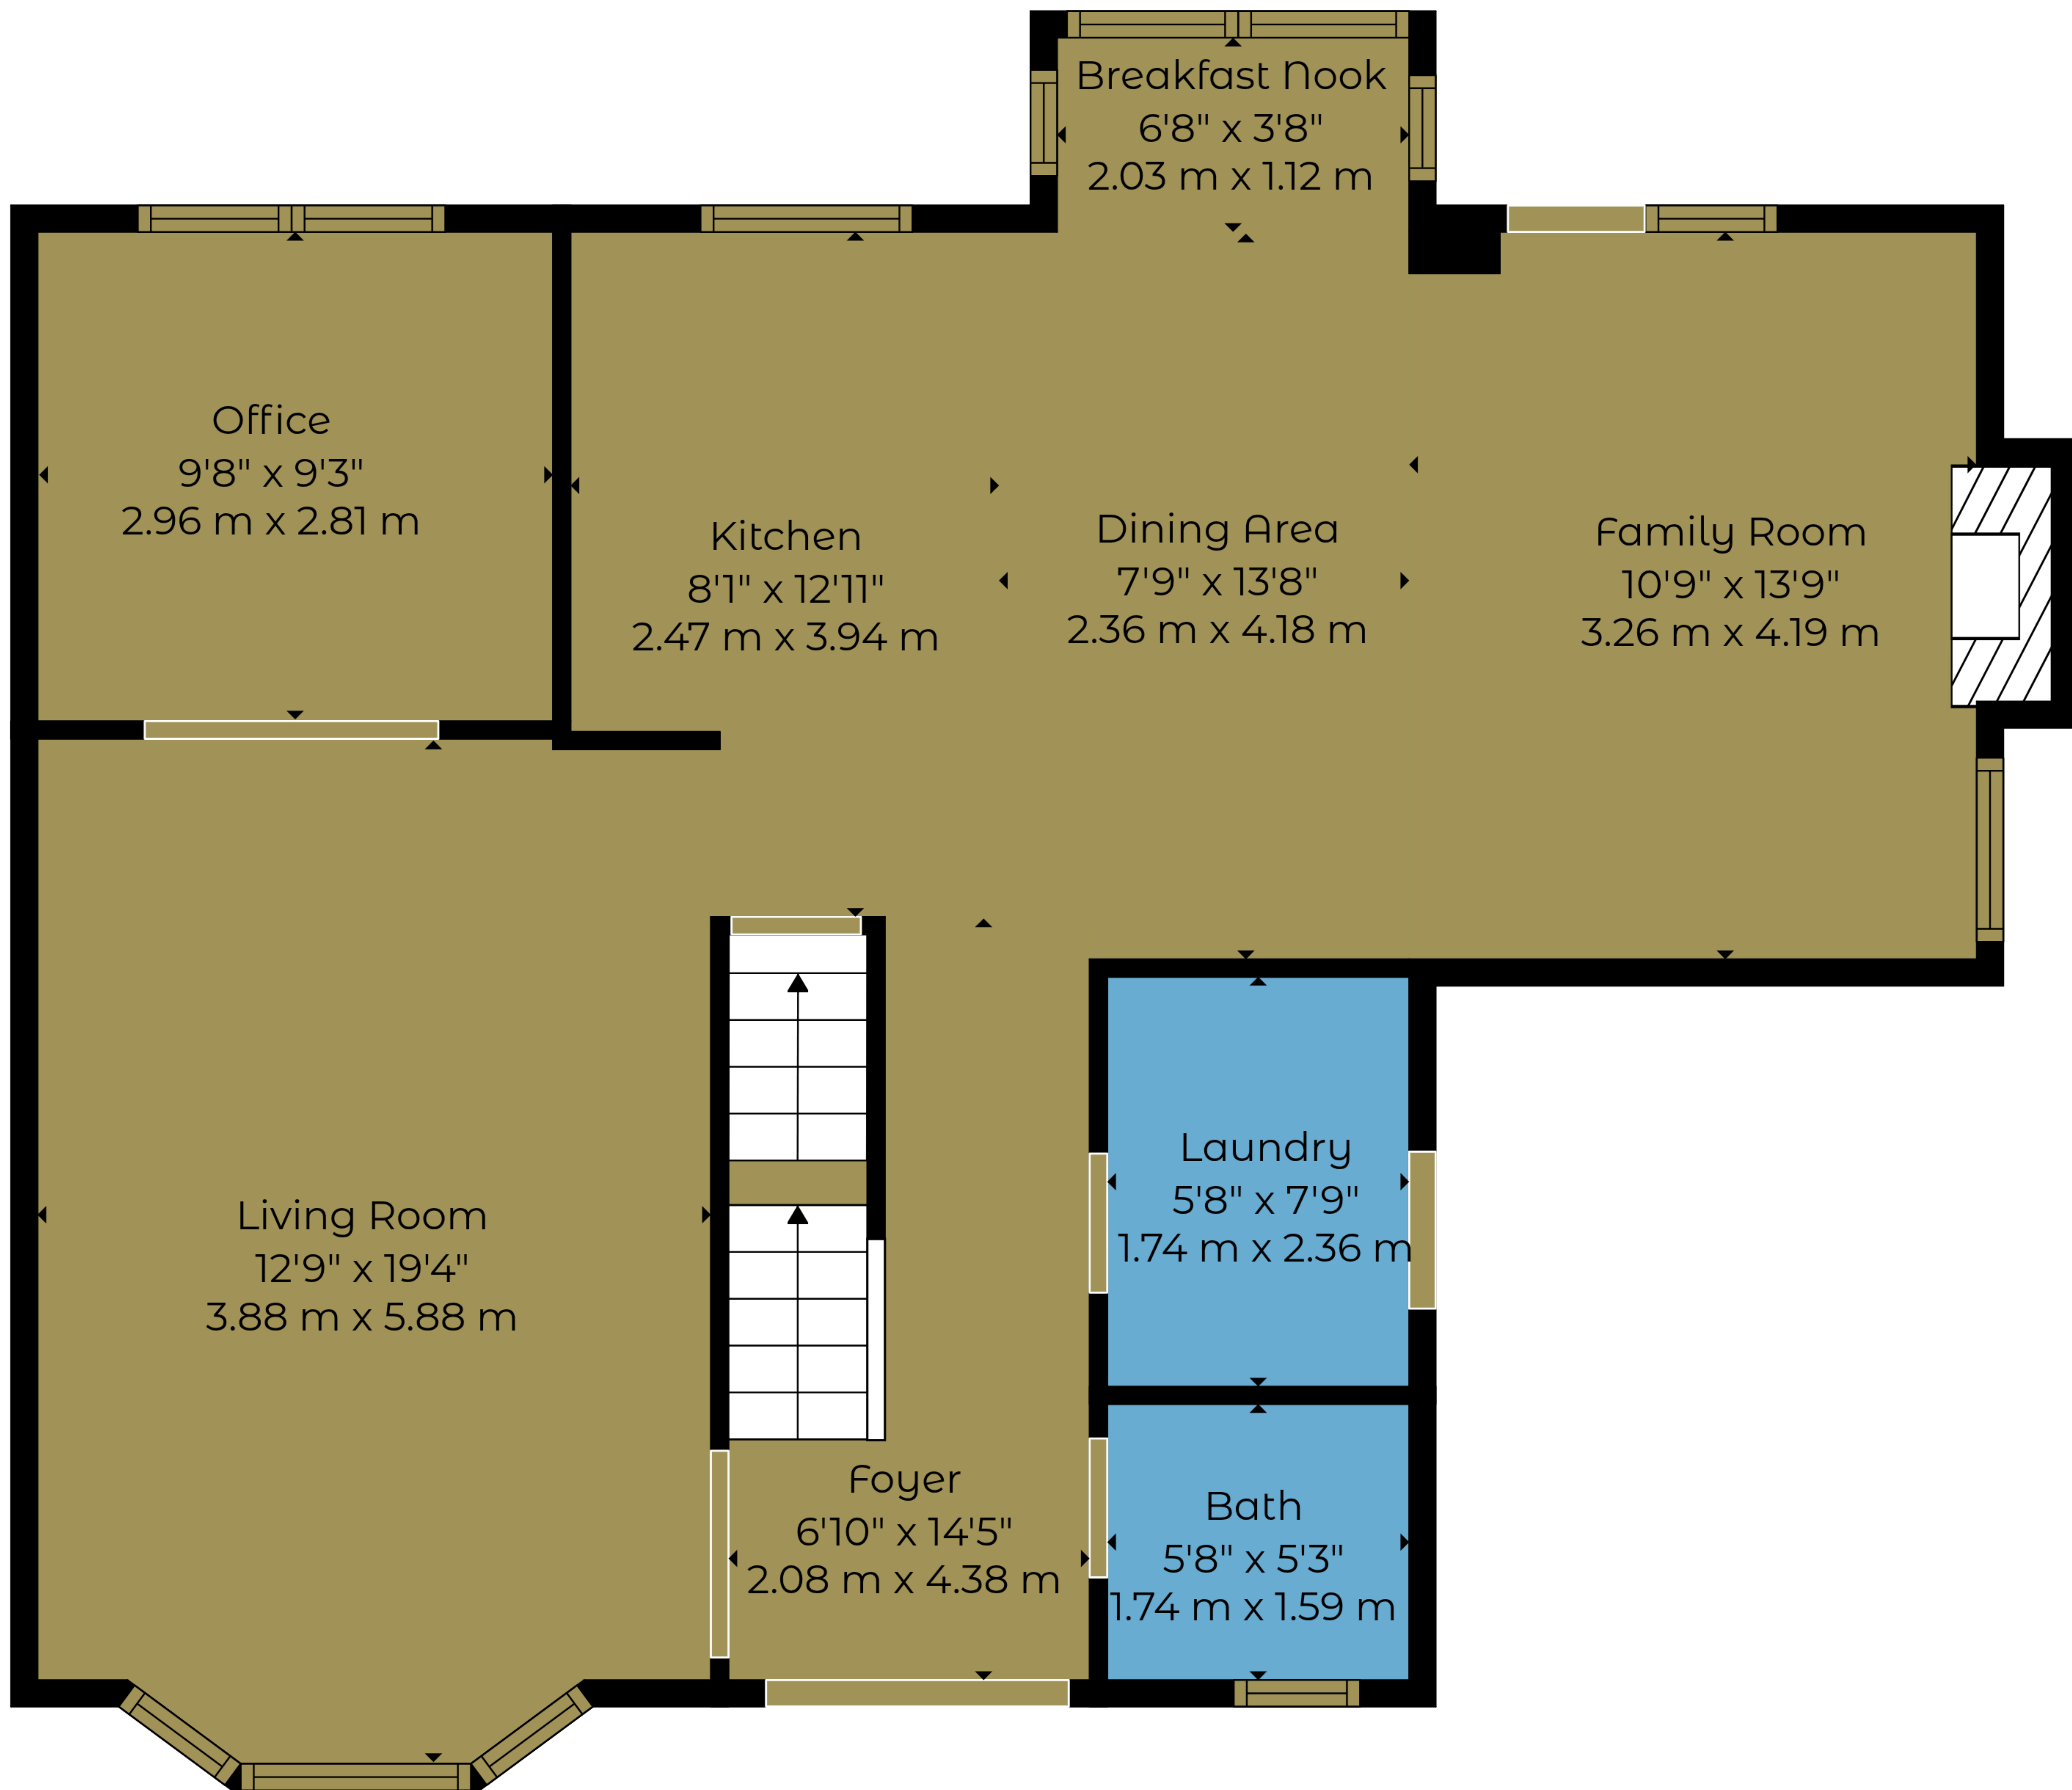 Breakfast Nook
6'8" x 3'8"
2.03 m x 1.12 m
Office
9'8" x 9'3"
2.96 m x 2.81 m
Kitchen
8'1" x 12'11"
2.47 m x 3.94 m
Dining Area
7'9" x 13'8"
2.36 m x 4.18 m
Family Room
10'9" x 13'9"
3.26 m x 4.19 m
Living Room
12'9" x 19'4"
3.88 m x 5.88 m
Laundry
5'8" x 7'9"
1.74 m x 2.36 m
Foyer
6'10" x 14'5"
2.08 m x 4.38 m
Bath
5'8" x 5'3"
1.74 m x 1.59 m